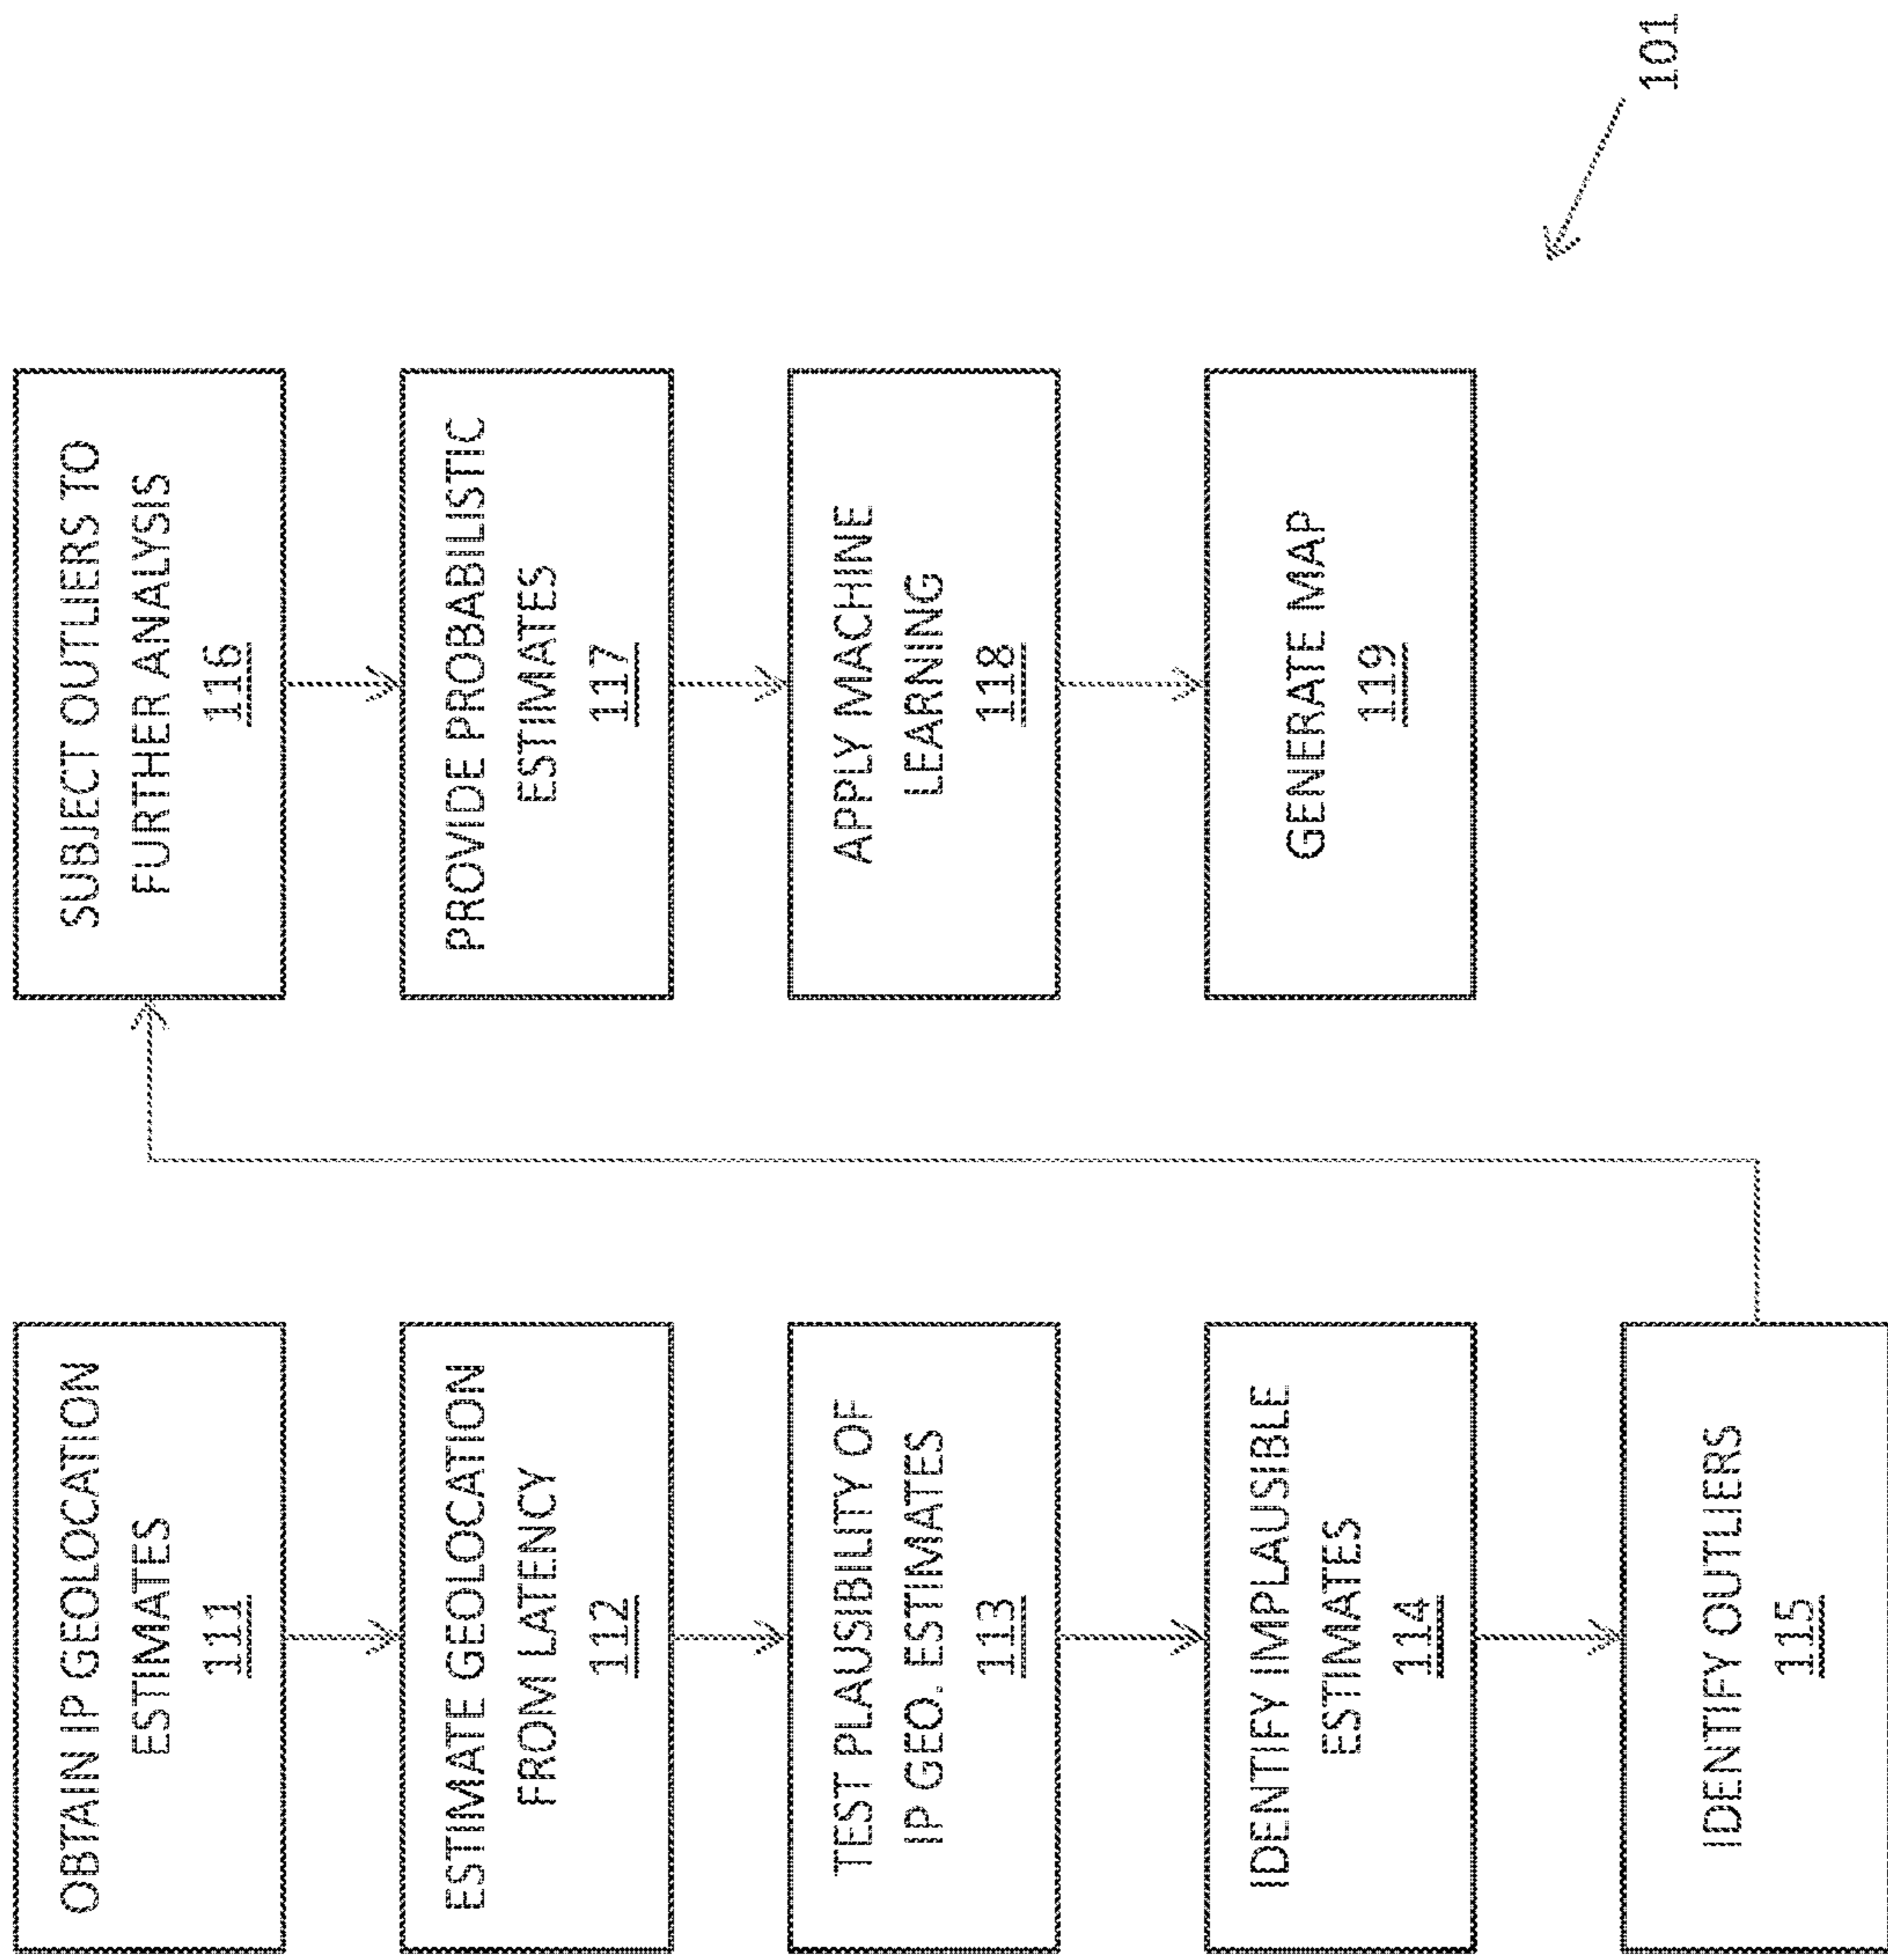 OBTAIN IP GEOLOCATION
ESTIMATES
111
ESTIMATE GEOLOCATION
FROM LATENCY
112
TEST PLAUSIBILITY OF
IP GEO. ESTIMATES
113
IDENTIFY IMPLAUSIBLE
ESTIMATES
114
IDENTIFY OUTLIERS
115
SUBJECT OUTLIERS TO
FURTHER ANALYSIS
116
PROVIDE PROBABILISTIC
ESTIMATES
117
APPLY MACHINE
LEARNING
118
GENERATE MAP
119
101